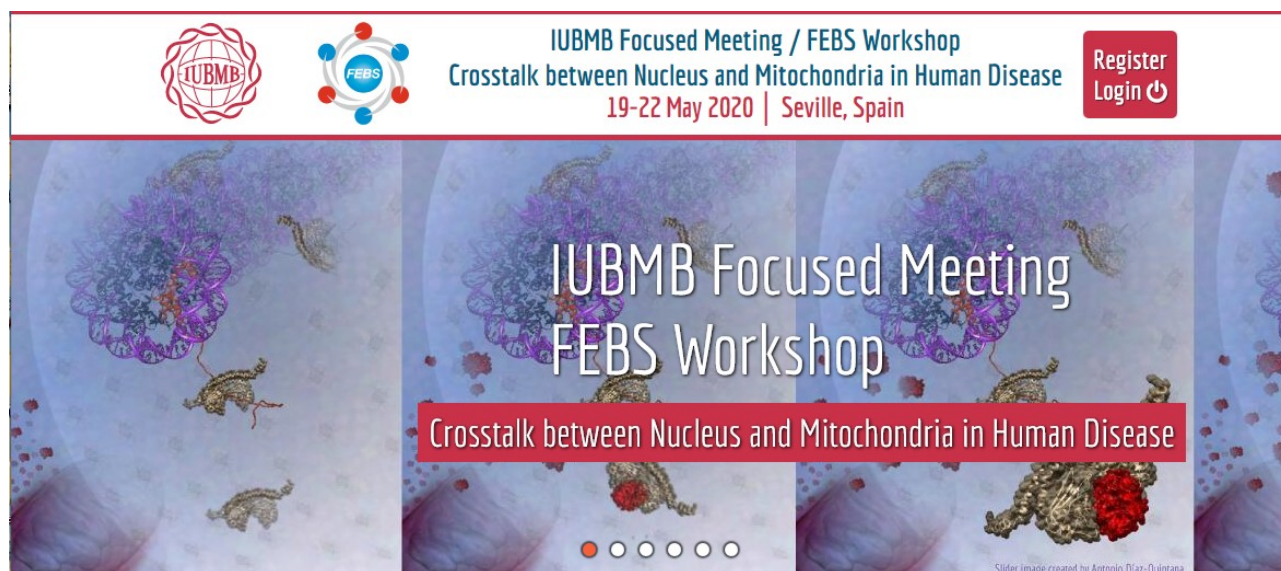 IUBMB
FEBS
IUBMB Focused Meeting / FEBS Workshop
Crosstalk between Nucleus and Mitochondria in Human Disease
19-22 May 2020 | Seville, Spain
Register
Login
IUBMB Focused Meeting
FEBS Workshop
Crosstalk between Nucleus and Mitochondria in Human Disease
Slider image created by Antonio Díaz-Quintana